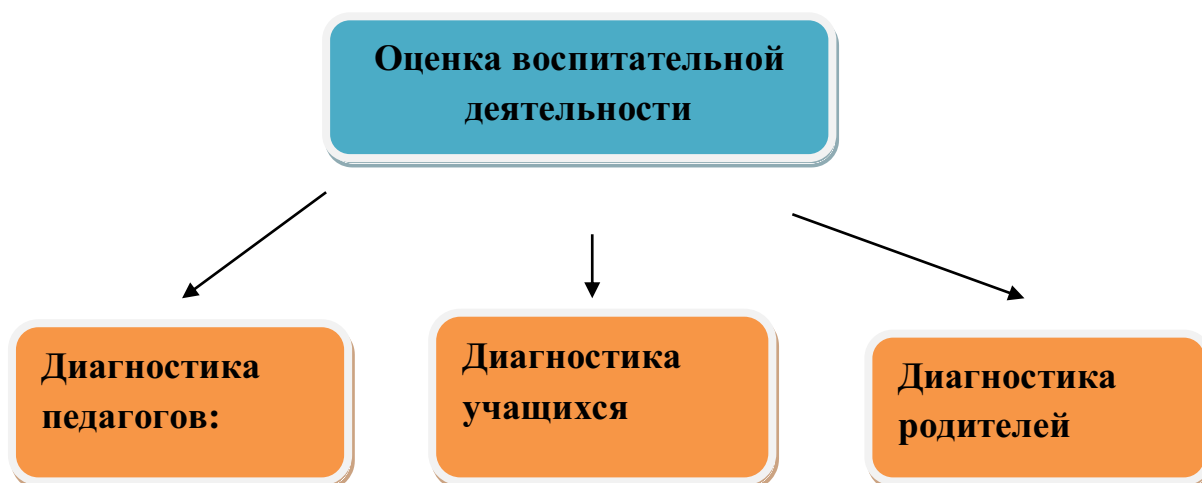 Оценка воспитательной
деятельности
Диагностика
педагогов:
Диагностика
учащихся
Диагностика
родителей